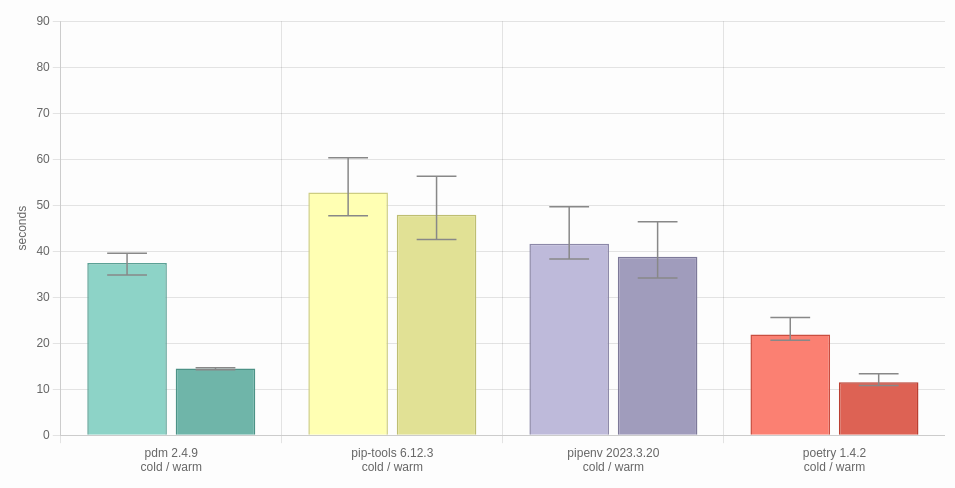 90
80
70
60
50
40
30
20
10
0
seconds
pdm 2.4.9
cold / warm
pip-tools 6.12.3
cold / warm
pipenv 2023.3.20
cold / warm
poetry 1.4.2
cold / warm